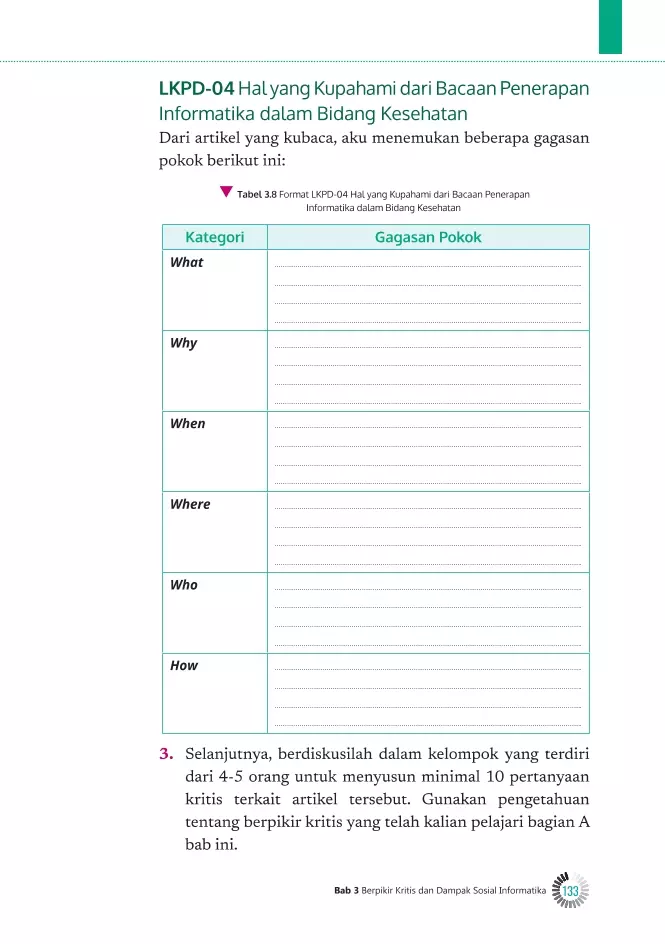 LKPD-04 Hal yang Kupahami dari Bacaan Penerapan
Informatika dalam Bidang Kesehatan
Dari artikel yang kubaca, aku menemukan beberapa gagasan
pokok berikut ini:
Tabel 3.8 Format LKPD-04 Hal yang Kupahami dari Bacaan Penerapan
Informatika dalam Bidang Kesehatan
Kategori Gagasan Pokok
What
Why
When
Where
Who
How
3. Selanjutnya, berdiskusilah dalam kelompok yang terdiri
dari 4-5 orang untuk menyusun minimal 10 pertanyaan
kritis terkait artikel tersebut. Gunakan pengetahuan
tentang berpikir kritis yang telah kalian pelajari bagian A
bab ini.
Bab 3 Berpikir Kritis dan Dampak Sosial Informatika 133